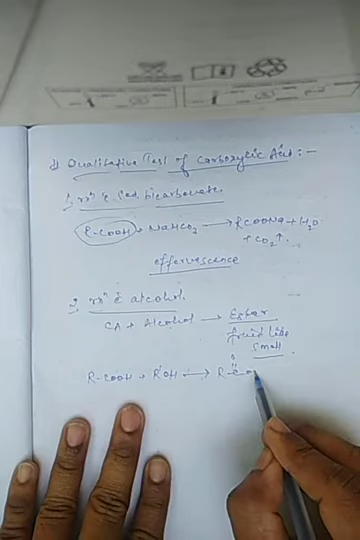 1) Qualitative Test of Carboxylic Acid:-
1. rxn c̄ sod. bicarbonate.
R-COOH + NaHCO3 ⟶ RCOONa + H2O
+ CO2↑.
effervescence
2. rxn c̄ alcohol.
CA + Alcohol ⟶ Ester
fruit like
Smell
R-COOH + R'OH ⟶ R-C-O
O